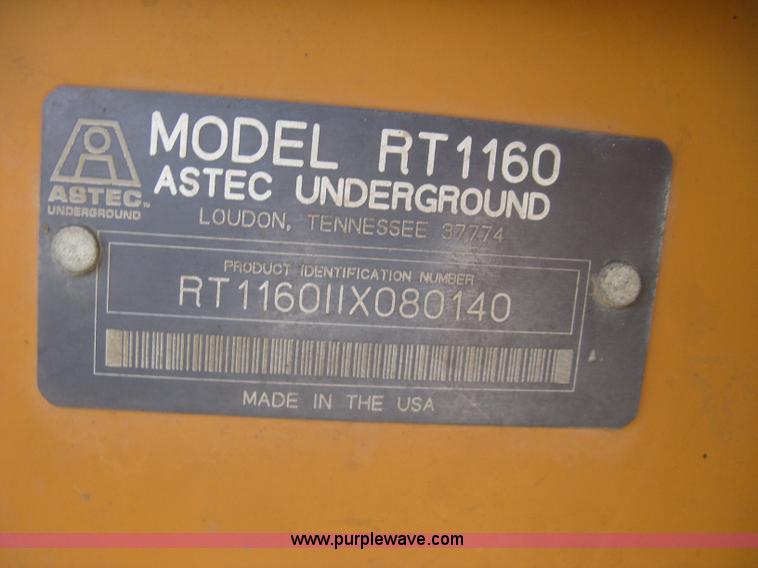 MODEL RT1160
ASTEC UNDERGROUND
ASTEC™
UNDERGROUND
LOUDON, TENNESSEE 37774
PRODUCT IDENTIFICATION NUMBER
RT1160IIX080140
MADE IN THE USA
www.purplewave.com